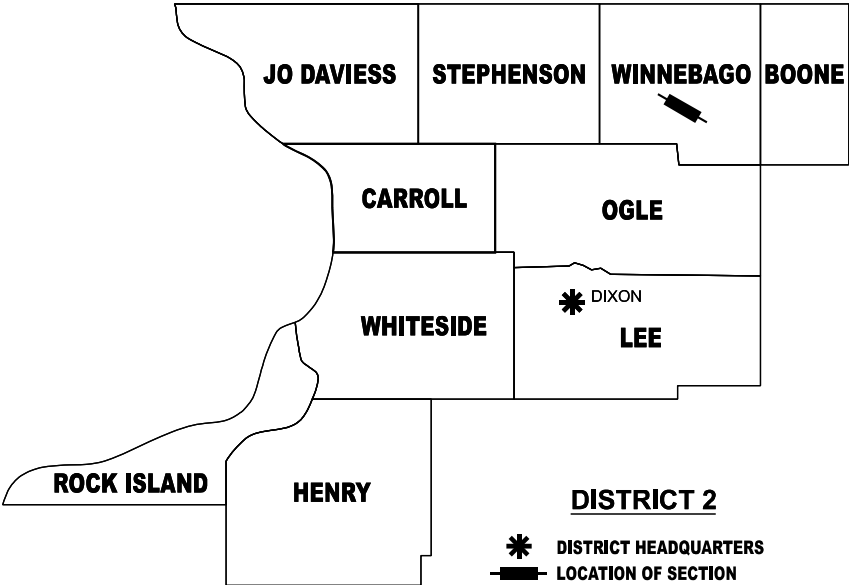 JO DAVIESS
STEPHENSON
WINNEBAGO
BOONE
CARROLL
OGLE
DIXON
WHITESIDE
LEE
ROCK ISLAND
HENRY
DISTRICT 2
DISTRICT HEADQUARTERS
LOCATION OF SECTION